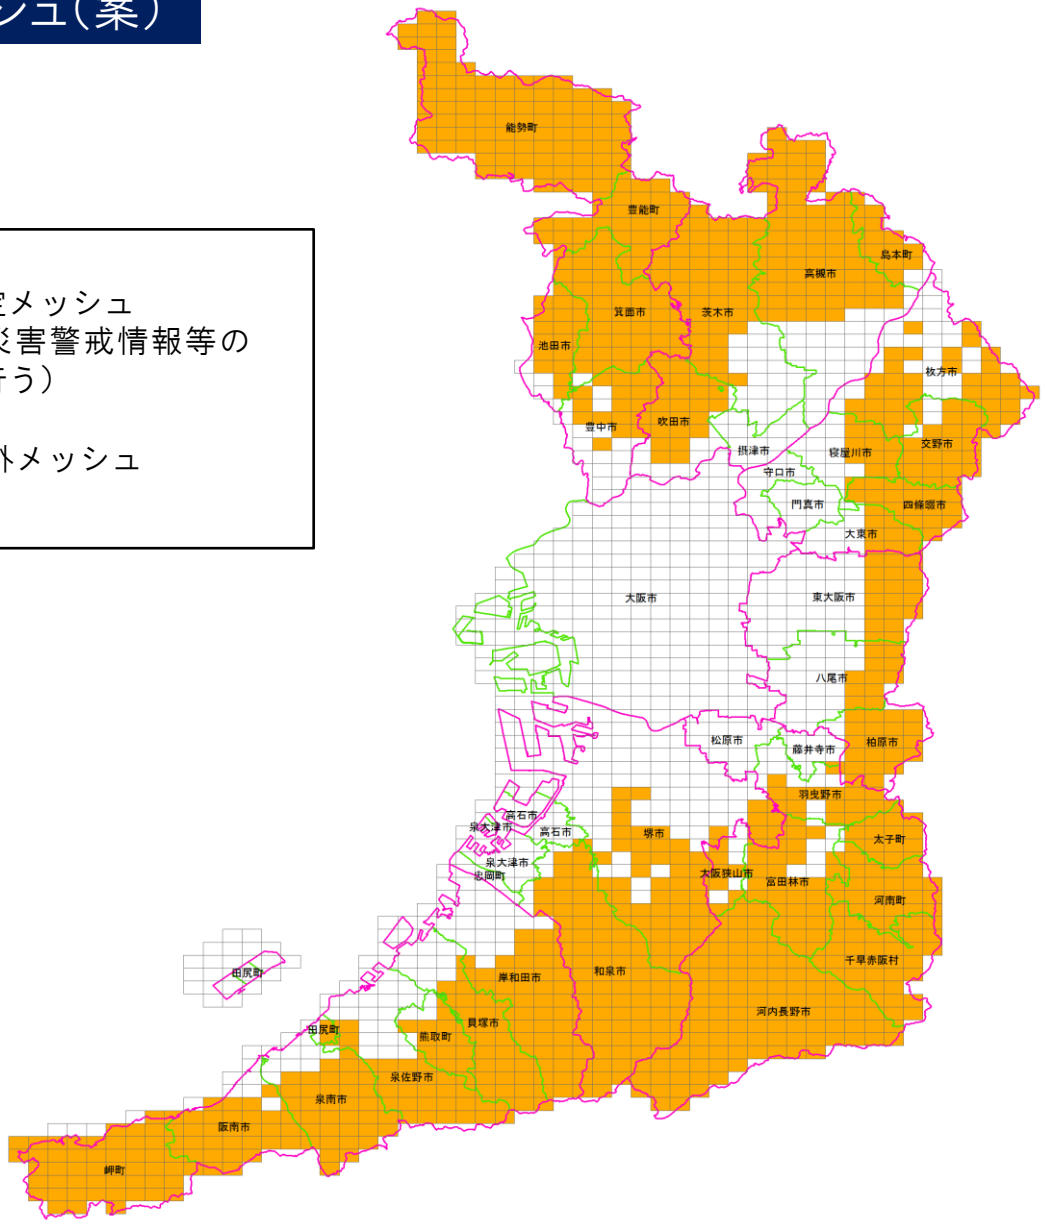 ッシュ(案)
能勢町
豊能町
島本町
高槻市
定メッシュ
箕面市
茨木市
災害警戒情報等の
池田市
枚方市
行う)
豊中市
吹田市
交野市
摂津市
寝屋川市
外メッシュ
守口市
門真市
四條畷市
大東市
大阪市
東大阪市
八尾市
松原市
藤井寺市
柏原市
羽曳野市
高石市
泉大津市
高石市
堺市
太子町
泉大津市
忠岡町
大阪狭山市
富田林市
河南町
千早赤阪村
田尻町
岸和田市
和泉市
河内長野市
貝塚市
田尻町
熊取町
泉佐野市
泉南市
阪南市
岬町